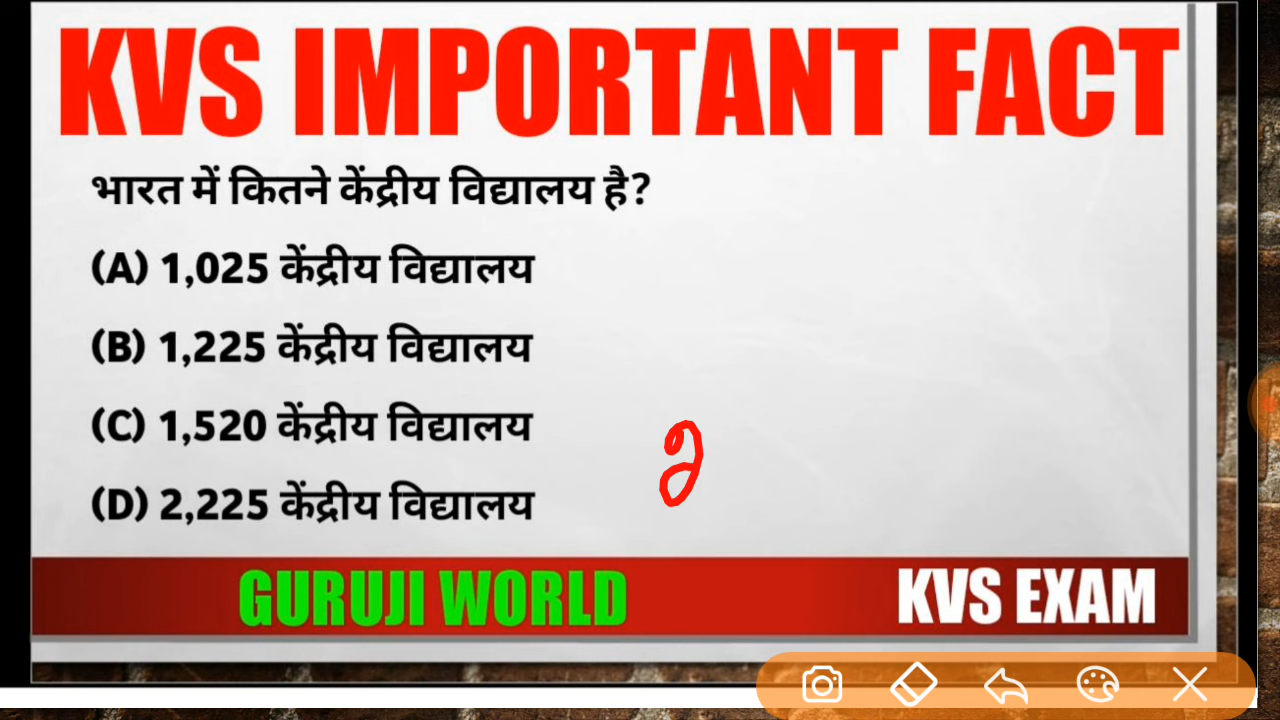 KVS IMPORTANT FACT
भारत में कितने केंद्रीय विद्यालय है?
(A) 1,025 केंद्रीय विद्यालय
(B) 1,225 केंद्रीय विद्यालय
(C) 1,520 केंद्रीय विद्यालय
(D) 2,225 केंद्रीय विद्यालय
GURUJI WORLD
KVS EXAM